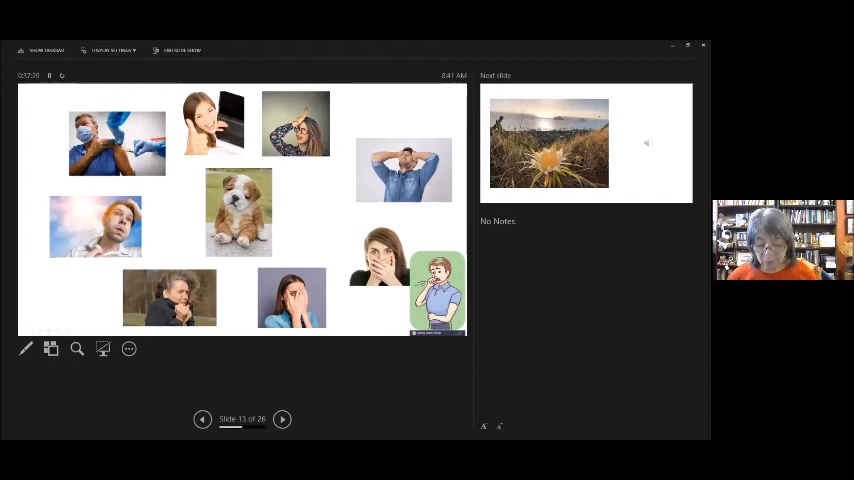 SHOW TASKBAR DISPLAY SETTINGS ▾ END SLIDE SHOW
0:37:20 8:41 AM Next slide
No Notes.
Slide 13 of 26
A A